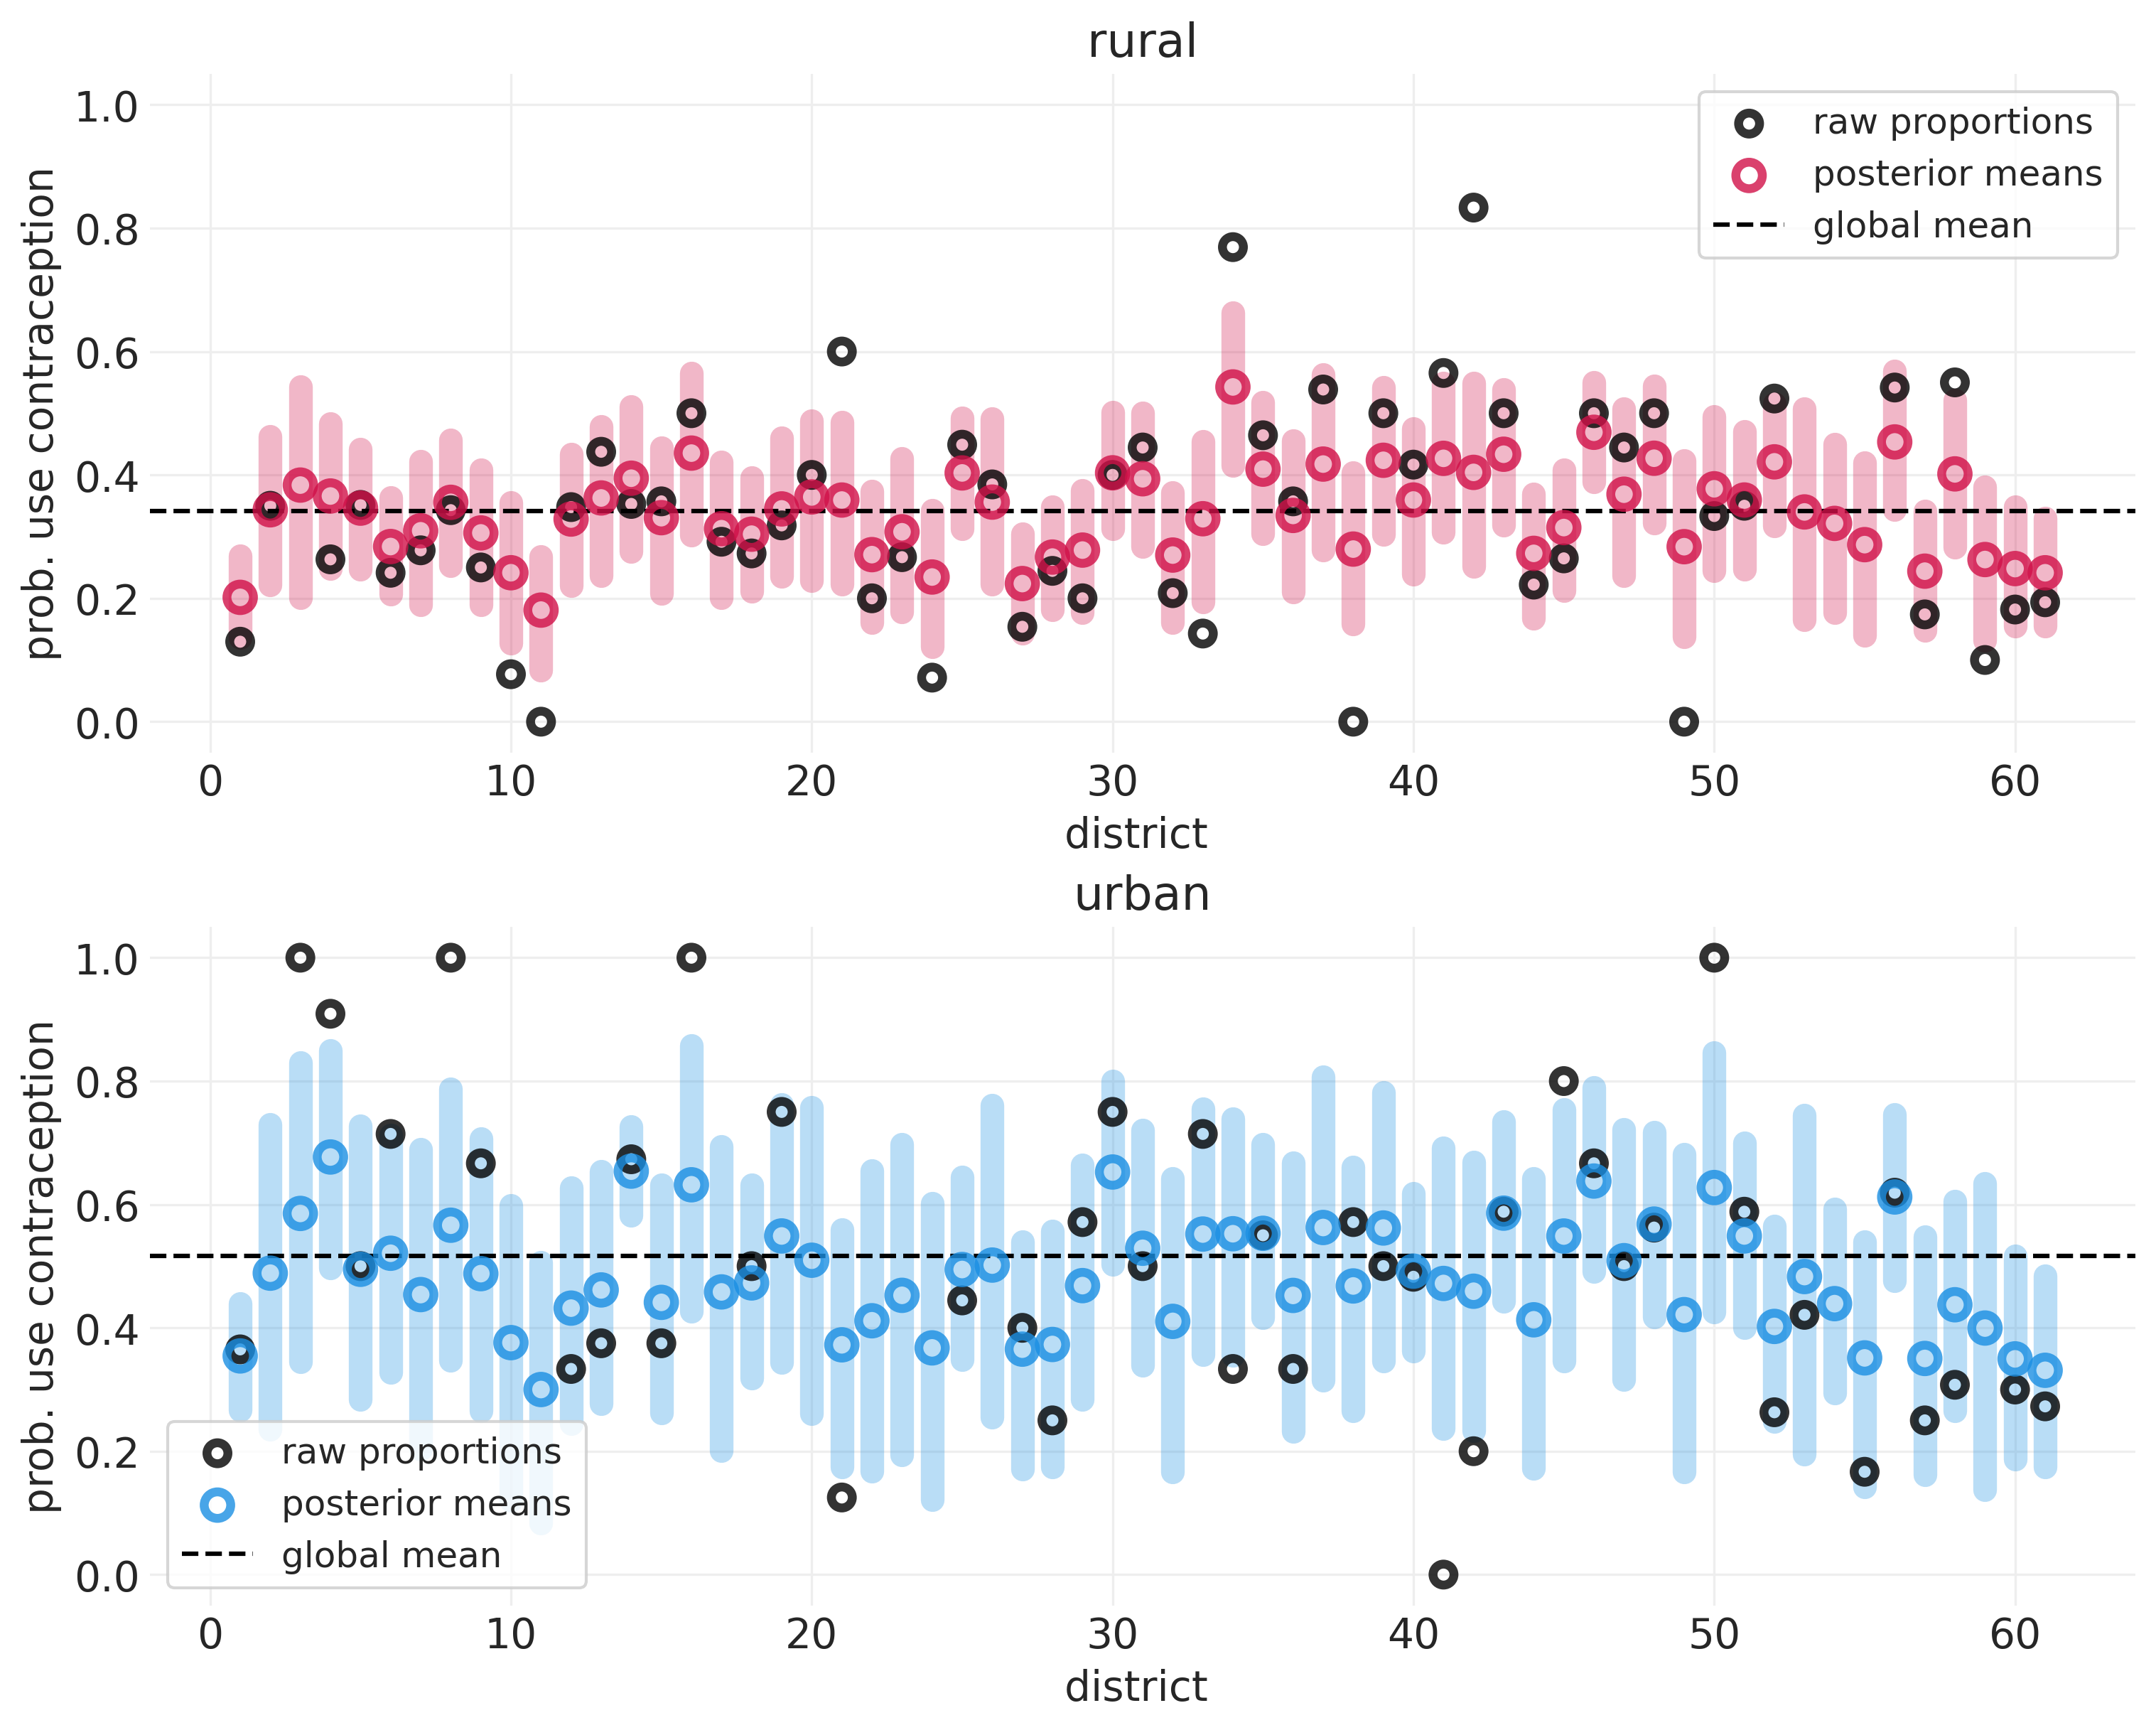 rural
prob. use contraception
1.0
0.8
0.6
0.4
0.2
0.0
raw proportions
posterior means
global mean
0 10 20 30 40 50 60
district
urban
prob. use contraception
1.0
0.8
0.6
0.4
0.2
0.0
raw proportions
posterior means
global mean
0 10 20 30 40 50 60
district